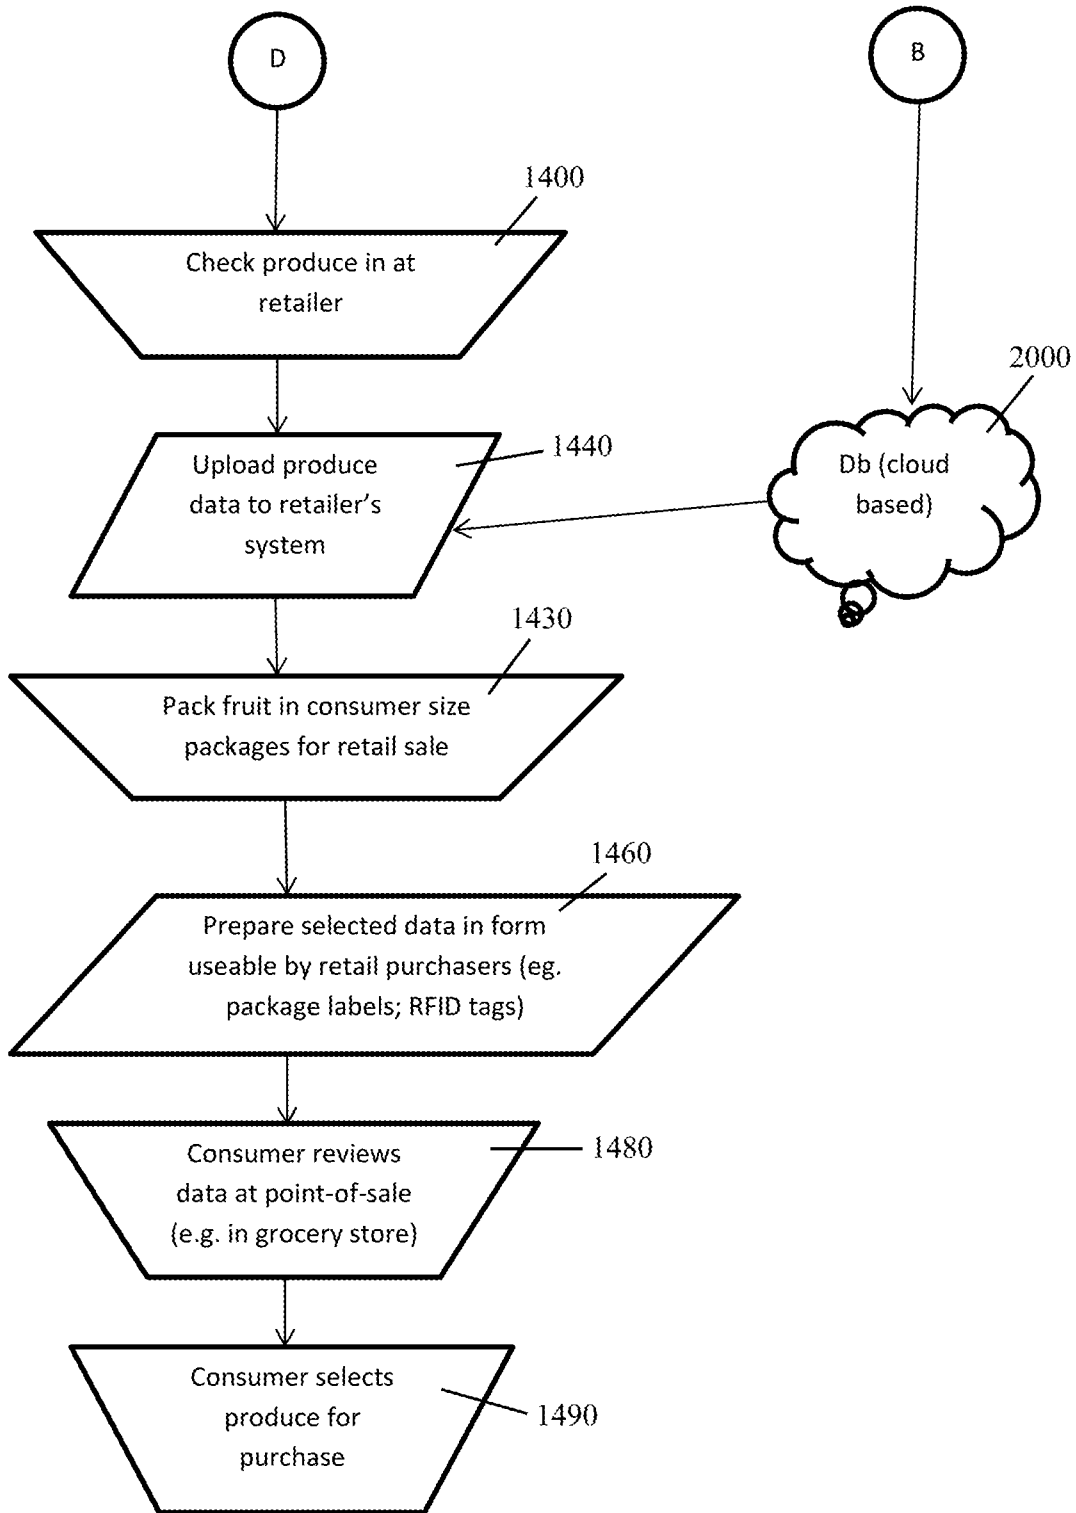 D
B
1400
Check produce in at
retailer
2000
1440
Upload produce
data to retailer's
system
Db (cloud
based)
1430
Pack fruit in consumer size
packages for retail sale
1460
Prepare selected data in form
useable by retail purchasers (eg.
package labels; RFID tags)
1480
Consumer reviews
data at point-of-sale
(e.g. in grocery store)
Consumer selects
produce for
purchase
1490